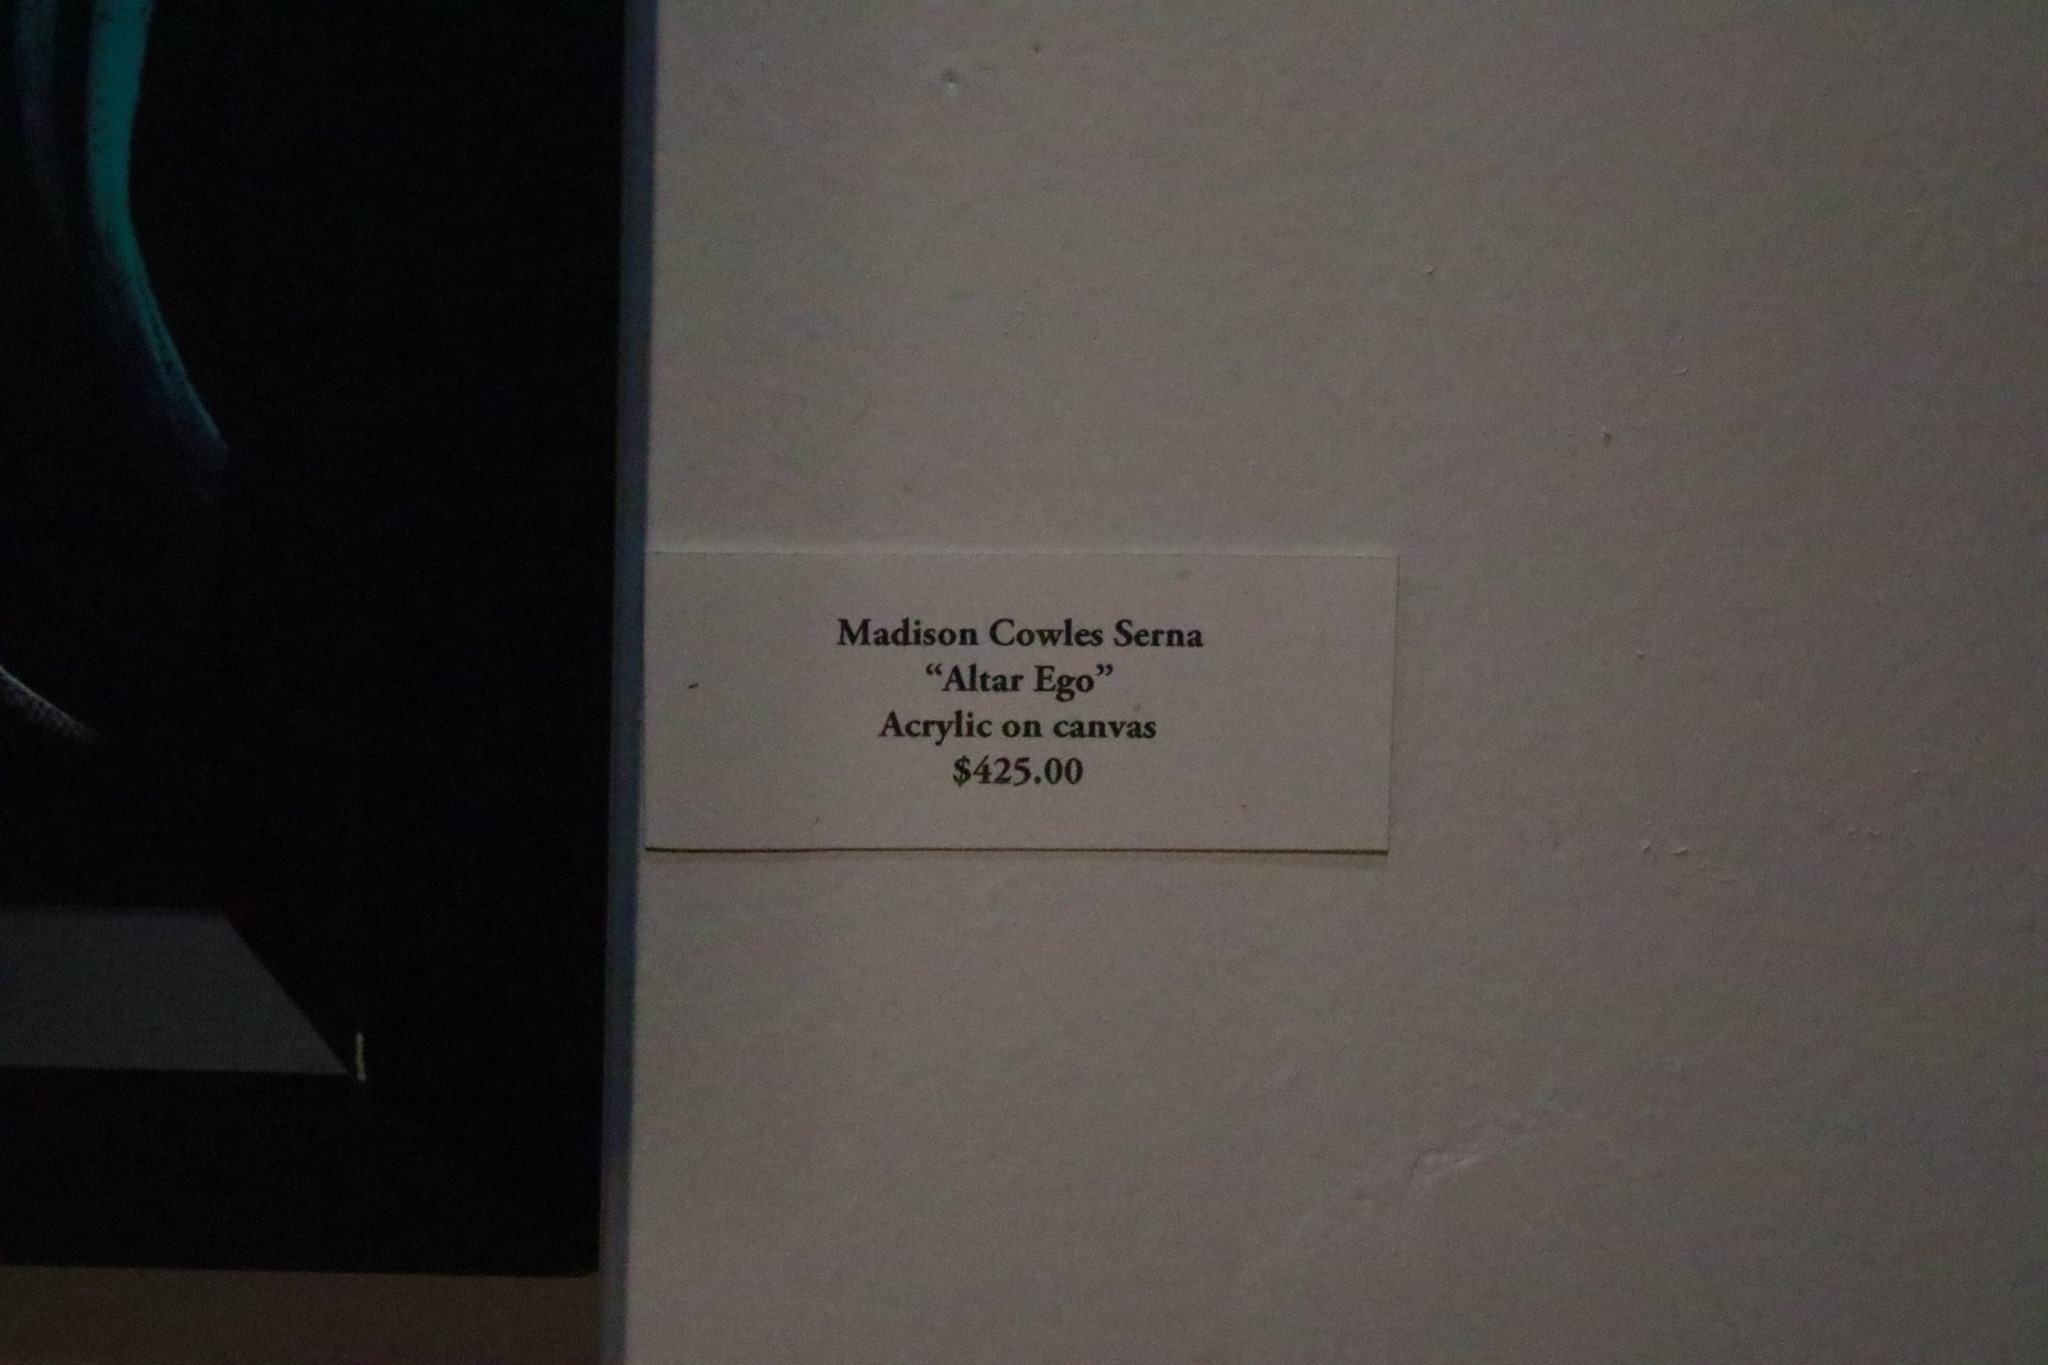 Madison Cowles Serna
“Altar Ego”
Acrylic on canvas
$425.00